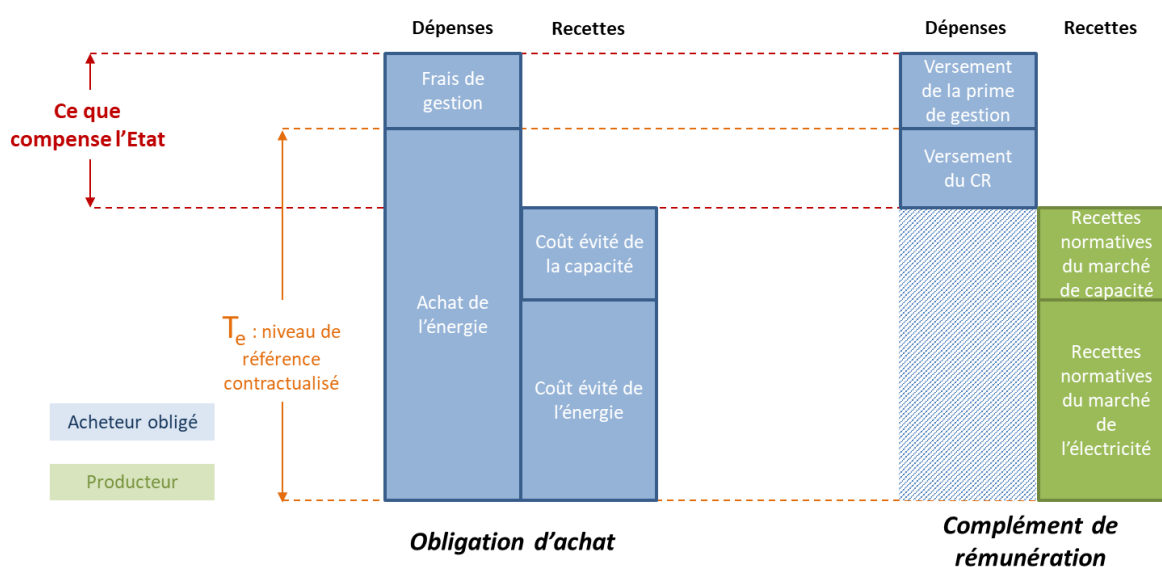 Dépenses
Recettes
Dépenses
Recettes
Ce que
compense l'Etat
Frais de
gestion
Versement
de la prime
de gestion
Versement
du CR
Achat de
l'énergie
Coût évité de
la capacité
Coût évité de
l'énergie
Recettes
normatives
du marché
de capacité
Recettes
normatives
du marché
de
l'électricité
Te : niveau de
référence
contractualisé
Acheteur obligé
Producteur
Obligation d'achat
Complément de
rémunération